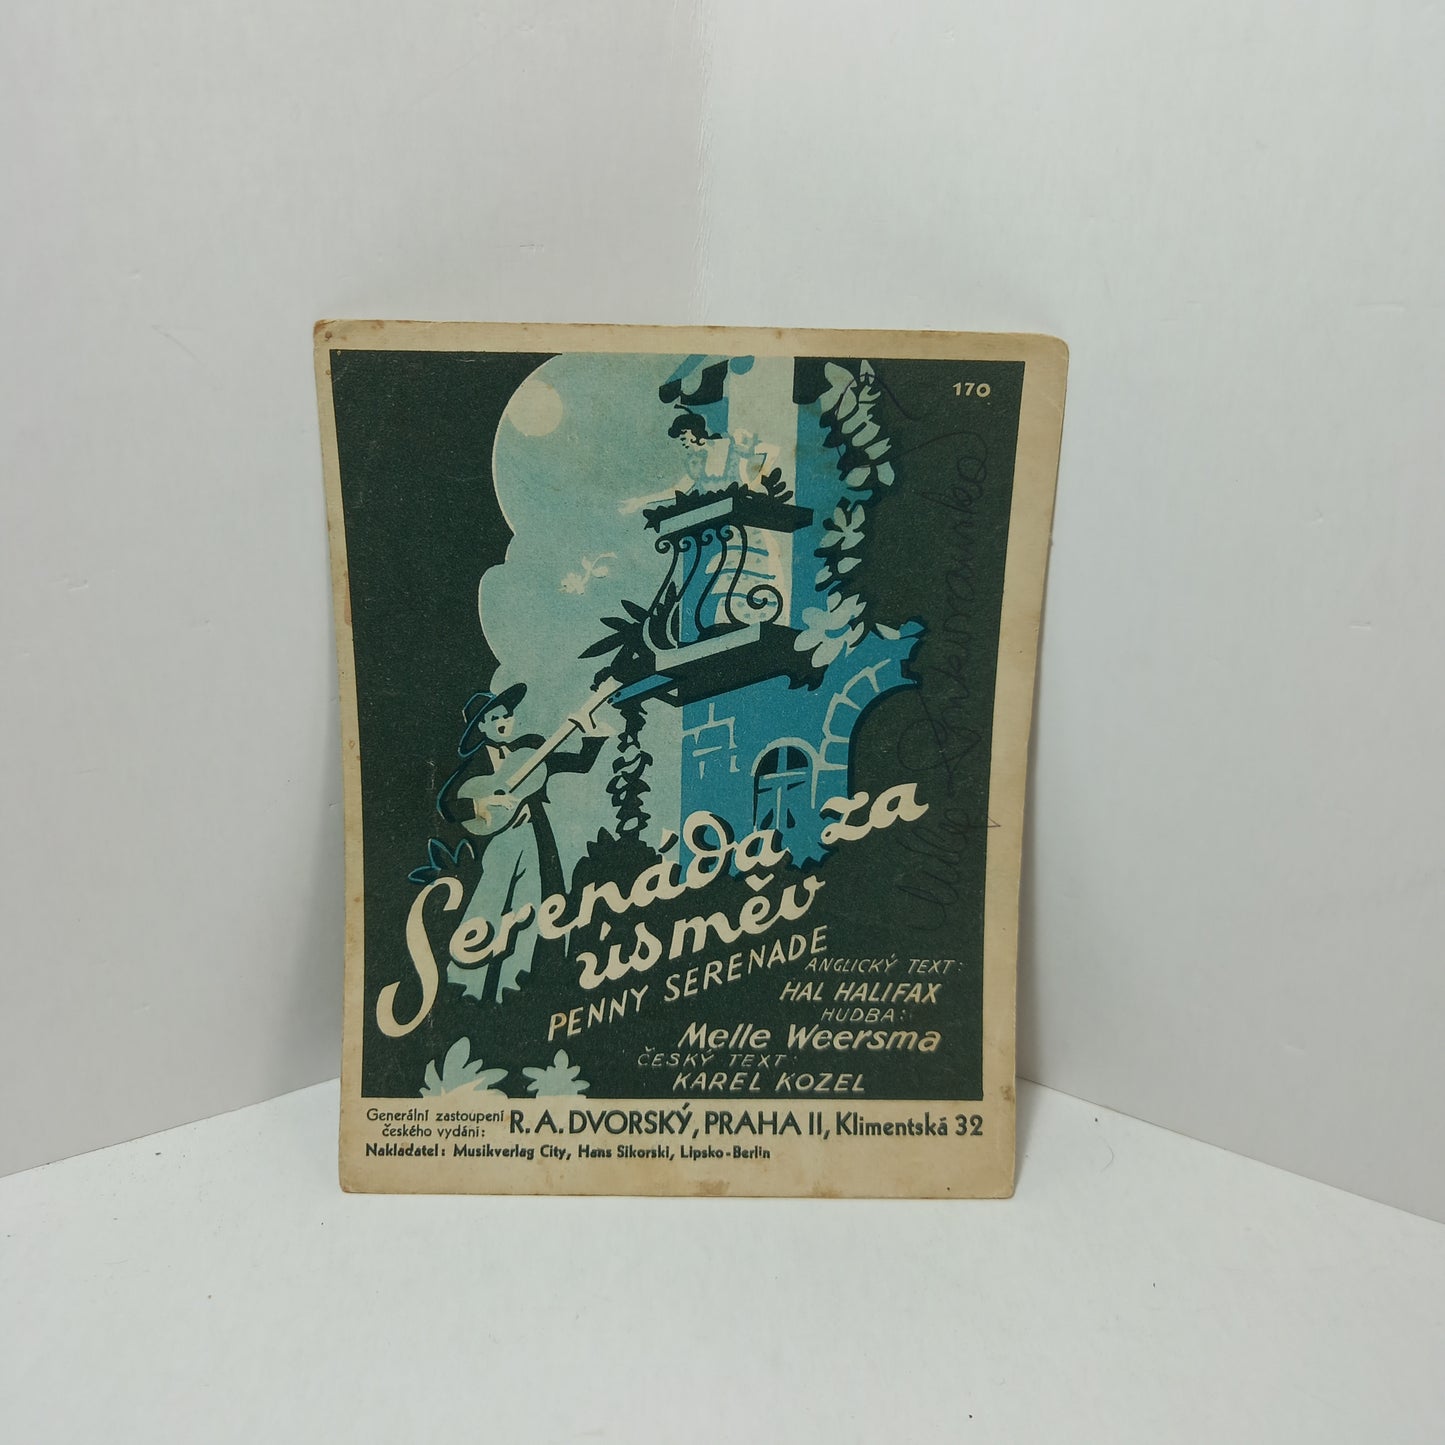 170
Serenáda za
úsměv
PENNY SERENADE
ANGLICKÝ TEXT:
HAL HALIFAX
HUDBA:
Melle Weersma
ČESKÝ TEXT:
KAREL KOZEL
Generální zastoupení
českého vydání: R. A. DVORSKÝ, PRAHA II, Klimentská 32
Nakladatel: Musikverlag City, Hans Sikorski, Lipsko-Berlin